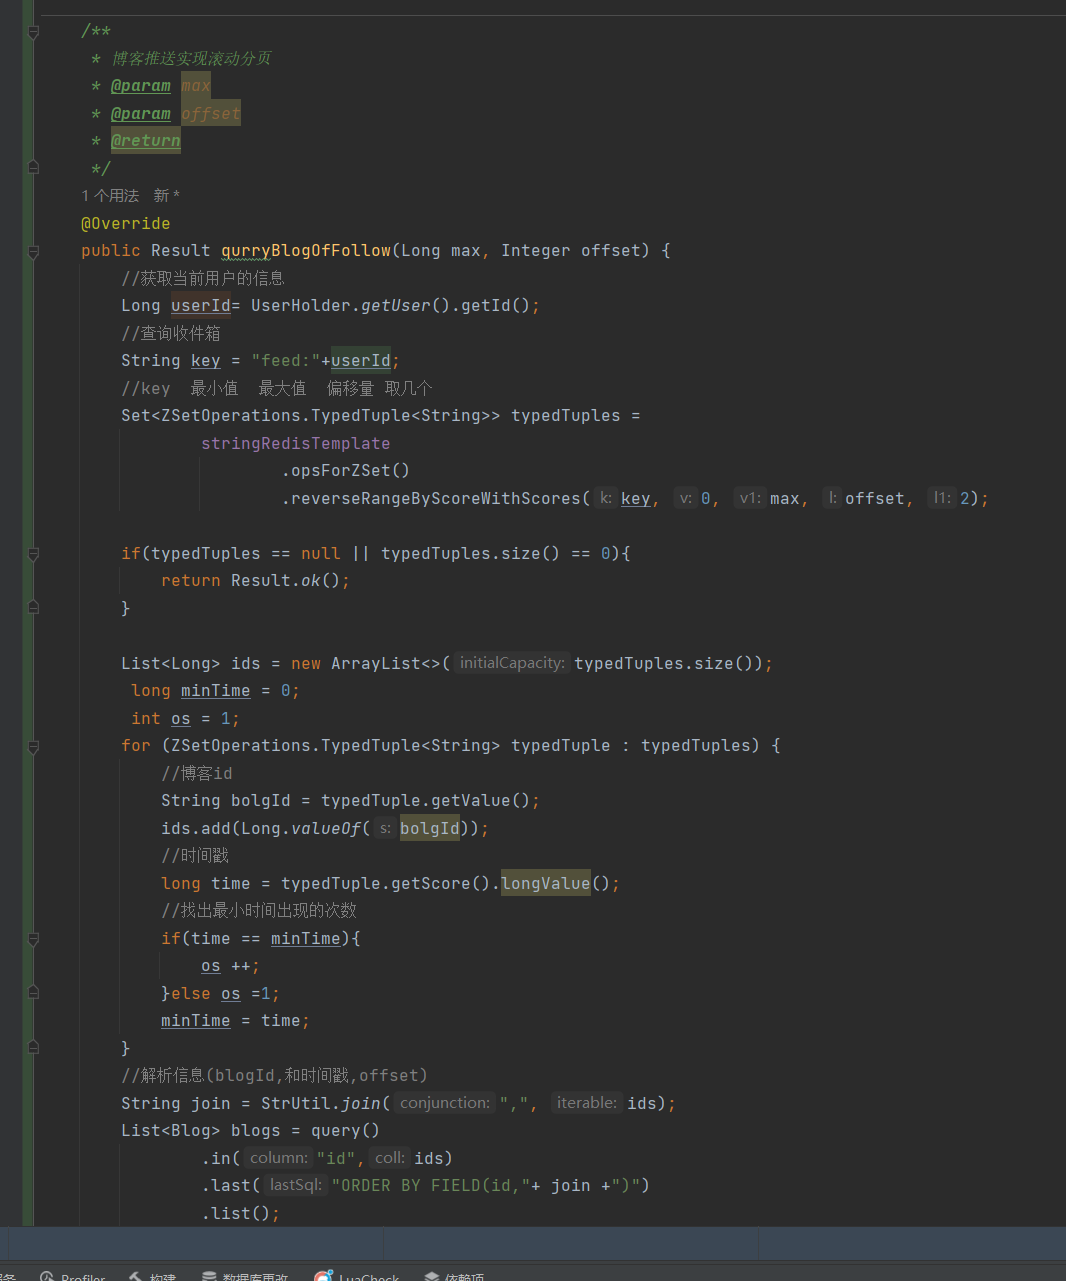 /**
* 博客推送实现滚动分页
* @param max
* @param offset
* @return
*/
1 个用法 新 *
@Override
public Result qurryBlogOfFollow(Long max, Integer offset) {
//获取当前用户的信息
Long userId= UserHolder.getUser().getId();
//查询收件箱
String key = "feed:"+userId;
//key 最小值 最大值 偏移量 取几个
Set<ZSetOperations.TypedTuple<String>> typedTuples =
stringRedisTemplate
.opsForZSet()
.reverseRangeByScoreWithScores( k: key, v: 0, v1: max, l: offset, l1: 2);
if(typedTuples == null || typedTuples.size() == 0){
return Result.ok();
}
List<Long> ids = new ArrayList<>( initialCapacity: typedTuples.size());
long minTime = 0;
int os = 1;
for (ZSetOperations.TypedTuple<String> typedTuple : typedTuples) {
//博客id
String bolgId = typedTuple.getValue();
ids.add(Long.valueOf( s: bolgId));
//时间戳
long time = typedTuple.getScore().longValue();
//找出最小时间出现的次数
if(time == minTime){
os ++;
}else os =1;
minTime = time;
}
//解析信息(blogId,和时间戳,offset)
String join = StrUtil.join( conjunction: ",", iterable: ids);
List<Blog> blogs = query()
.in( column: "id", coll: ids)
.last( lastSql: "ORDER BY FIELD(id,"+ join +")")
.list();
Profiler 构建 数据库更改 LuaCheck 依赖项